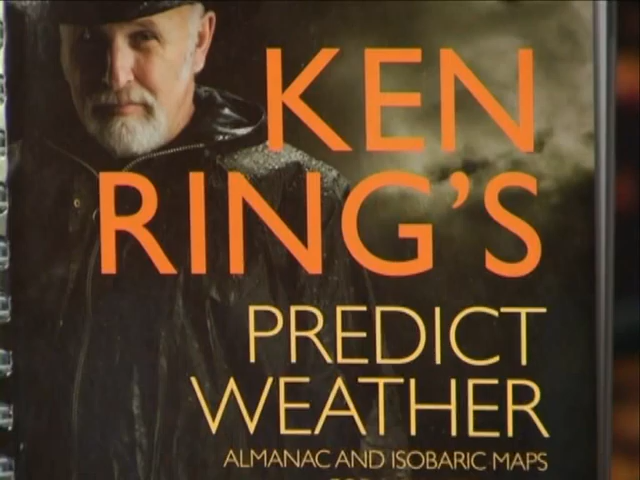 KEN
RING'S
PREDICT
WEATHER
ALMANAC AND ISOBARIC MAPS